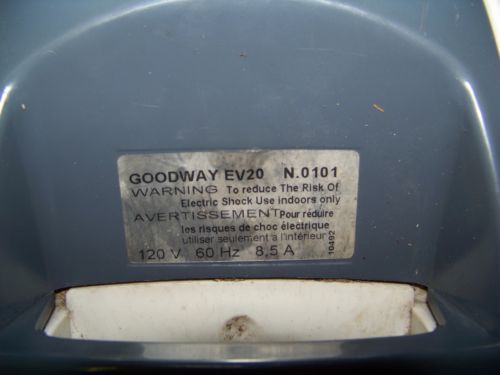 GOODWAY EV20 N.0101
WARNING To reduce The Risk Of
Electric Shock Use indoors only
AVERTISSEMENT Pour réduire
les risques de choc électrique
utiliser seulement a l'intérieur
120 V 60 Hz 8,5 A
10492